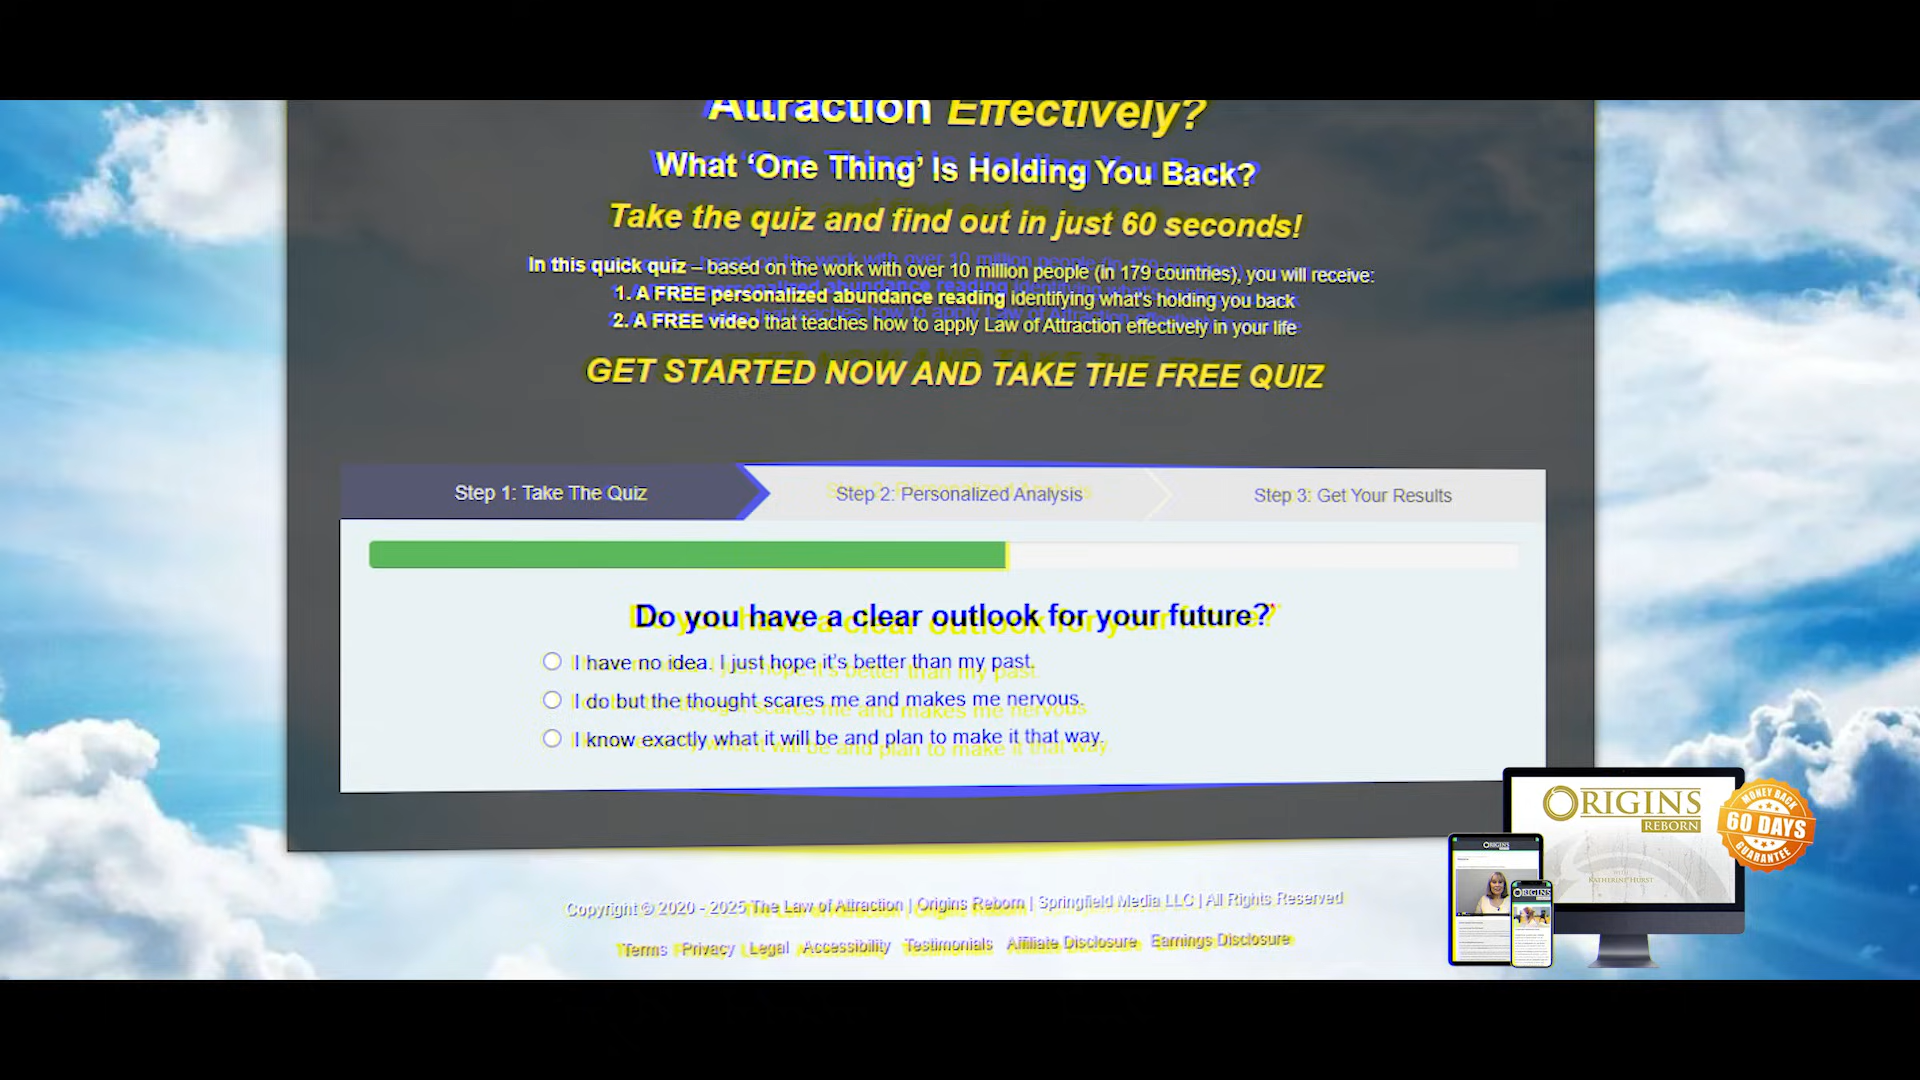 Attraction Effectively?
What ‘One Thing’ Is Holding You Back?
Take the quiz and find out in just 60 seconds!
In this quick quiz – based on the work with over 10 million people (in 179 countries), you will receive:
1. A FREE personalized abundance reading identifying what's holding you back
2. A FREE video that teaches how to apply Law of Attraction effectively in your life
GET STARTED NOW AND TAKE THE FREE QUIZ
Step 1: Take The Quiz
Step 2: Personalized Analysis
Step 3: Get Your Results
Do you have a clear outlook for your future?*
I have no idea. I just hope it’s better than my past.
I do but the thought scares me and makes me nervous.
I know exactly what it will be and plan to make it that way.
ORIGINS
REBORN
WITH
KATHERINE HURST
MONEY BACK
60 DAYS
GUARANTEE
ORIGINS
ORIGINS
Copyright © 2020 - 2025 The Law of Attraction | Origins Reborn | Springfield Media LLC | All Rights Reserved
Terms Privacy Legal Accessibility Testimonials Affiliate Disclosure Earnings Disclosure